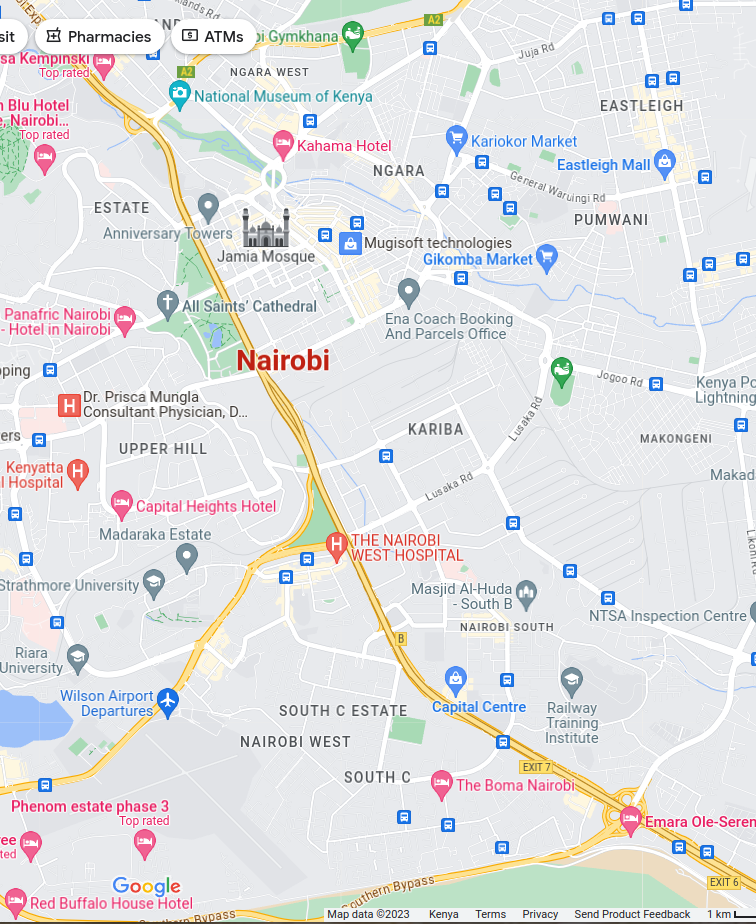 Pharmacies
ATMs
bi Gymkhana
A2
Juja Rd
sa Kempinski
Top rated
A2
NGARA WEST
National Museum of Kenya
EASTLEIGH
n Blu Hotel
e, Nairobi...
Top rated
Kahama Hotel
Kariokor Market
Eastleigh Mall
NGARA
General Waruingi Rd
ESTATE
PUMWANI
Anniversary Towers
Mugisoft technologies
Jamia Mosque
Gikomba Market
All Saints' Cathedral
Panafric Nairobi
- Hotel in Nairobi
Ena Coach Booking
And Parcels Office
Nairobi
pping
Jogoo Rd
Kenya Po
Lightning
Dr. Prisca Mungla
Consultant Physician, D...
Lusaka Rd
KARIBA
MAKONGENI
ers
UPPER HILL
Kenyatta
l Hospital
Makad
Lusaka Rd
Capital Heights Hotel
Madaraka Estate
THE NAIROBI
WEST HOSPITAL
Likoni Rd
Strathmore University
Masjid Al-Huda
- South B
NTSA Inspection Centre
NAIROBI SOUTH
B
Riara
University
Wilson Airport
Departures
SOUTH C ESTATE
Capital Centre
Railway
Training
Institute
NAIROBI WEST
EXIT 7
SOUTH C
The Boma Nairobi
Phenom estate phase 3
Top rated
Emara Ole-Seren
ree
ted
EXIT 6
Google
Southern Bypass
Red Buffalo House Hotel
Southern Bypass
Map data ©2023 Kenya Terms Privacy Send Product Feedback 1 km